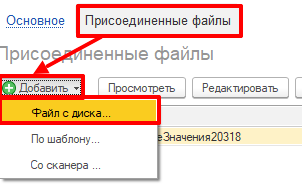 Основное Присоединенные файлы
Присоединенные файлы
Добавить Просмотреть Редактировать
Файл с диска...
По шаблону... еЗначения20318
Со сканера ...